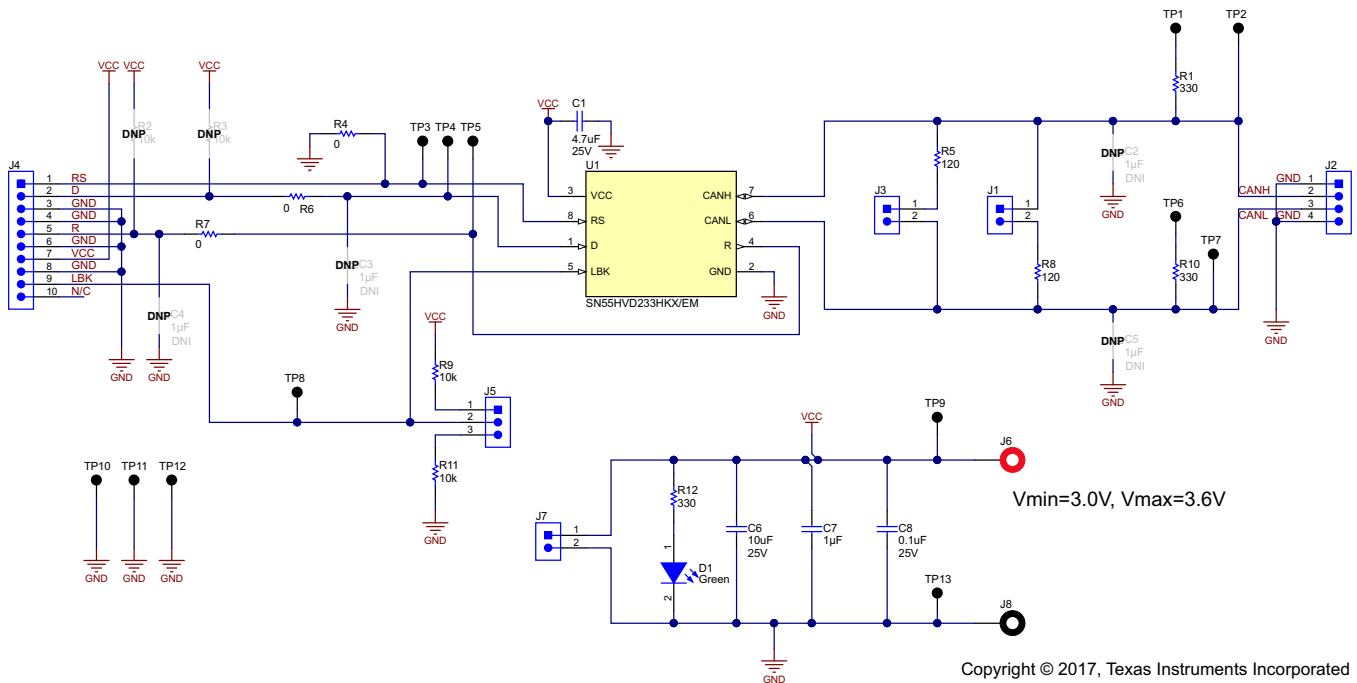 TP1
TP2
VCC
VCC
VCC
R1
330
VCC
C1
4.7uF
25V
DNP
R2
10k
DNP
R3
10k
R4
0
TP3
TP4
TP5
R5
120
DNP
C2
1µF
DNI
GND
J4
1 RS
2 D
3 GND
4 GND
5 R
6 GND
7 VCC
8 GND
9 LBK
10 N/C
0 R6
R7
0
U1
3 VCC
8 RS
1 D
5 LBK
CANH 7
CANL 6
R 4
GND 2
SN55HVD233HKX/EM
GND
J3
1
2
J1
1
2
R8
120
TP6
R10
330
TP7
J2
GND 1
CANH 2
CANL 3
GND 4
GND
DNP
C3
1µF
DNI
GND
DNP
C4
1µF
DNI
GND
GND
DNP
C5
1µF
DNI
GND
VCC
R9
10k
TP8
J5
1
2
3
R11
10k
GND
TP10
TP11
TP12
GND
GND
GND
VCC
TP9
J6
Vmin=3.0V, Vmax=3.6V
R12
330
J7
1
2
C6
10uF
25V
C7
1µF
C8
0.1uF
25V
1
D1
Green
2
TP13
J8
GND
Copyright © 2017, Texas Instruments Incorporated